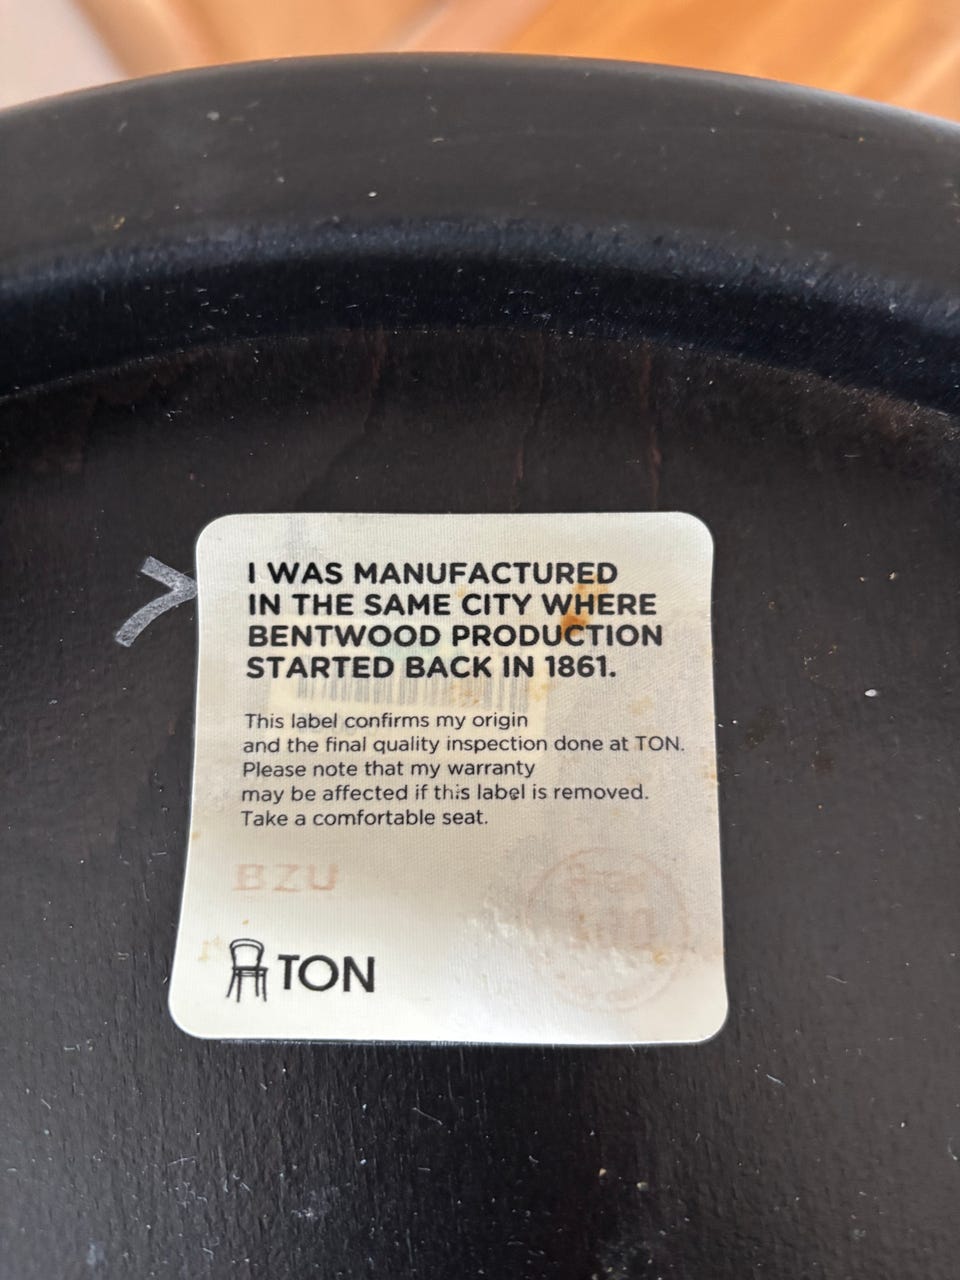 I WAS MANUFACTURED
IN THE SAME CITY WHERE
BENTWOOD PRODUCTION
STARTED BACK IN 1861.
This label confirms my origin
and the final quality inspection done at TON.
Please note that my warranty
may be affected if this label is removed.
Take a comfortable seat.
BZU
TON